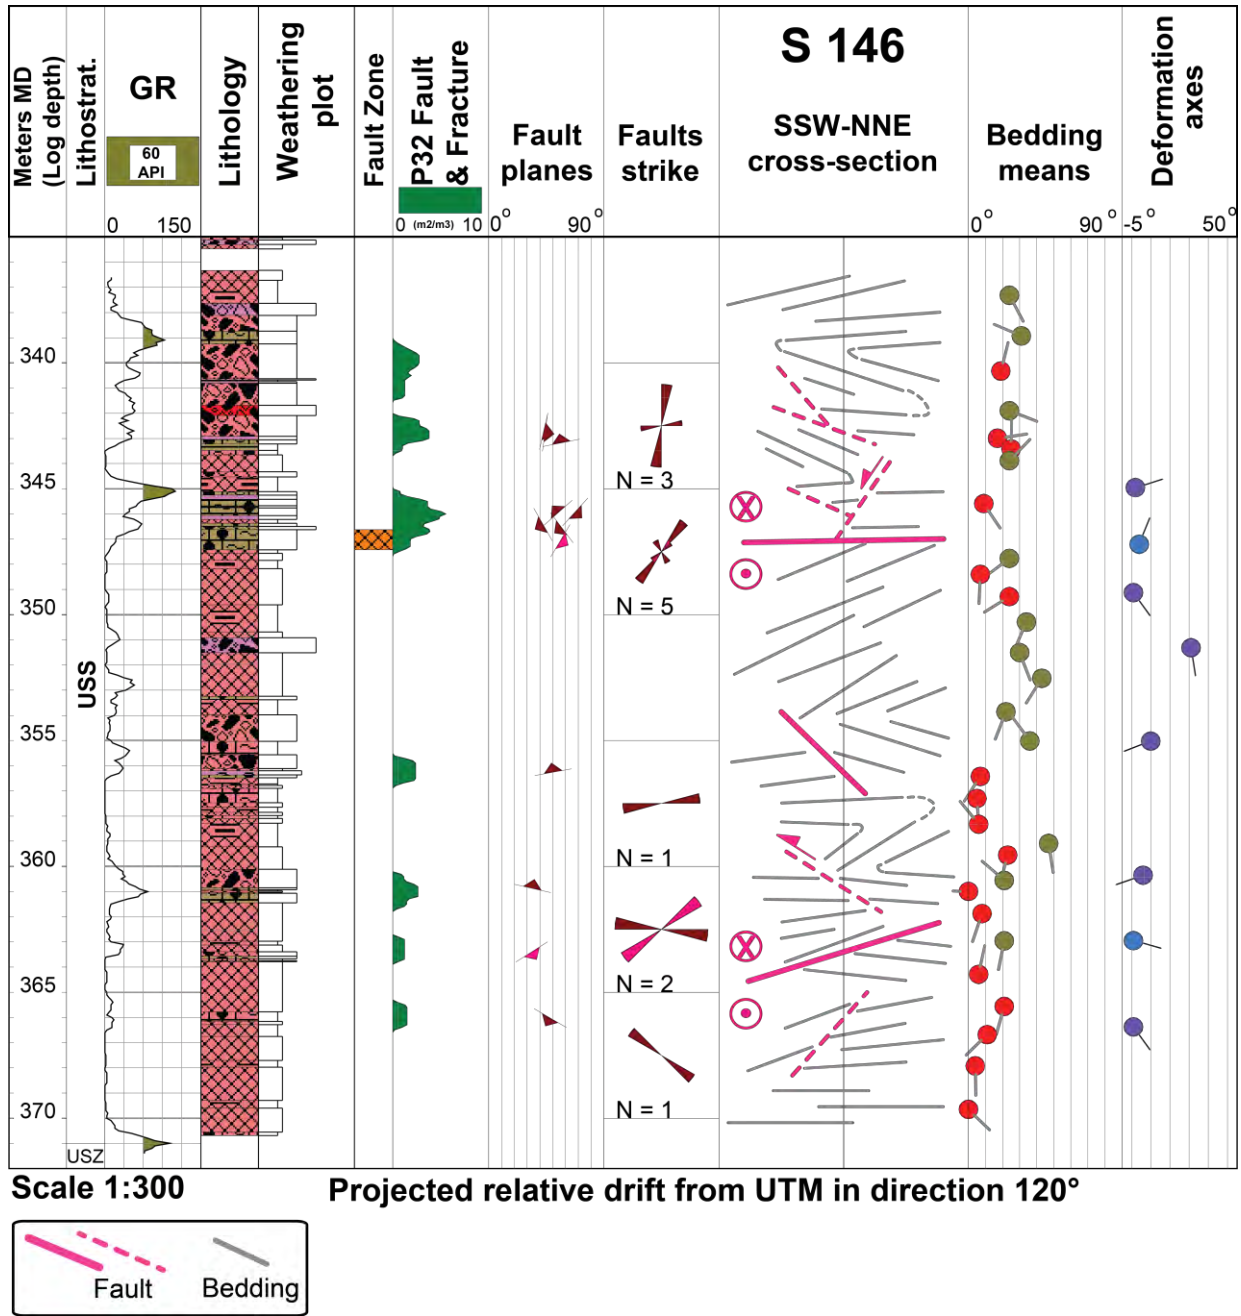 S 146
Meters MD
(Log depth)
Lithostrat.
GR
60
API
0 150
Lithology
Weathering
plot
Fault Zone
P32 Fault
& Fracture
0 (m2/m3) 10
Fault
planes
0° 90°
Faults
strike
SSW-NNE
cross-section
Bedding
means
0° 90°
Deformation
axes
-5° 50°
340
345
350
355
360
365
370
USS
USZ
N = 3
N = 5
N = 1
N = 2
N = 1
Scale 1:300
Projected relative drift from UTM in direction 120°
Fault
Bedding